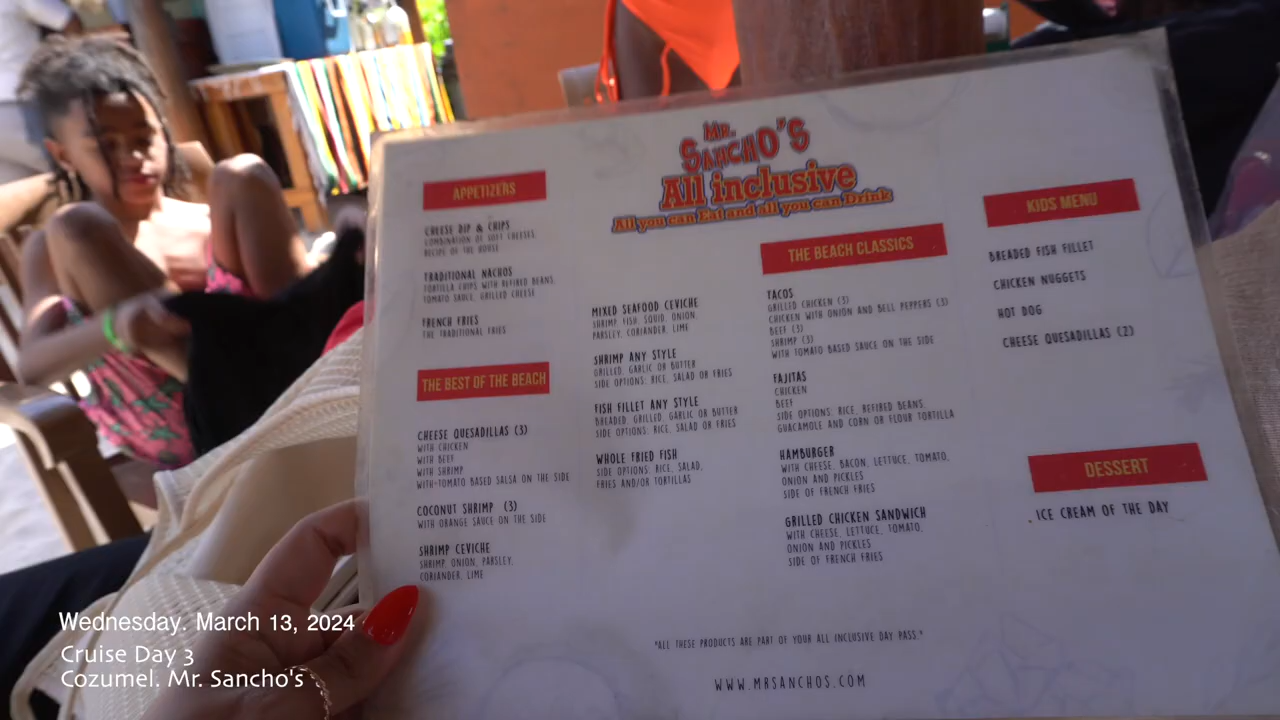 MR.
SANCHO'S
All inclusive
All you can Eat and all you can Drink
APPETIZERS
CHEESE DIP & CHIPS
COMBINATION OF SOFT CHEESES,
RECIPE OF THE HOUSE
TRADITIONAL NACHOS
TORTILLA CHIPS WITH REFIRED BEANS,
TOMATO SAUCE, GRILLED CHEESE
FRENCH FRIES
THE TRADITIONAL FRIES
THE BEST OF THE BEACH
CHEESE QUESADILLAS (3)
WITH CHICKEN
WITH BEEF
WITH SHRIMP
WITH TOMATO BASED SALSA ON THE SIDE
COCONUT SHRIMP (3)
WITH ORANGE SAUCE ON THE SIDE
SHRIMP CEVICHE
SHRIMP, ONION, PARSLEY,
CORIANDER, LIME
MIXED SEAFOOD CEVICHE
SHRIMP, FISH, SQUID, ONION,
PARSLEY, CORIANDER, LIME
SHRIMP ANY STYLE
GRILLED, GARLIC OR BUTTER
SIDE OPTIONS: RICE, SALAD OR FRIES
FISH FILLET ANY STYLE
BREADED, GRILLED, GARLIC OR BUTTER
SIDE OPTIONS: RICE, SALAD OR FRIES
WHOLE FRIED FISH
SIDE OPTIONS: RICE, SALAD,
FRIES AND/OR TORTILLAS
THE BEACH CLASSICS
TACOS
GRILLED CHICKEN (3)
CHICKEN WITH ONION AND BELL PEPPERS (3)
BEEF (3)
SHRIMP (3)
WITH TOMATO BASED SAUCE ON THE SIDE
FAJITAS
CHICKEN
BEEF
SIDE OPTIONS: RICE, REFIRED BEANS,
GUACAMOLE AND CORN OR FLOUR TORTILLA
HAMBURGER
WITH CHEESE, BACON, LETTUCE, TOMATO,
ONION AND PICKLES
SIDE OF FRENCH FRIES
GRILLED CHICKEN SANDWICH
WITH CHEESE, LETTUCE, TOMATO,
ONION AND PICKLES
SIDE OF FRENCH FRIES
KIDS MENU
BREADED FISH FILLET
CHICKEN NUGGETS
HOT DOG
CHEESE QUESADILLAS (2)
DESSERT
ICE CREAM OF THE DAY
*ALL THESE PRODUCTS ARE PART OF YOUR ALL INCLUSIVE DAY PASS.*
WWW.MRSANCHOS.COM
Wednesday. March 13, 2024
Cruise Day 3
Cozumel. Mr. Sancho's